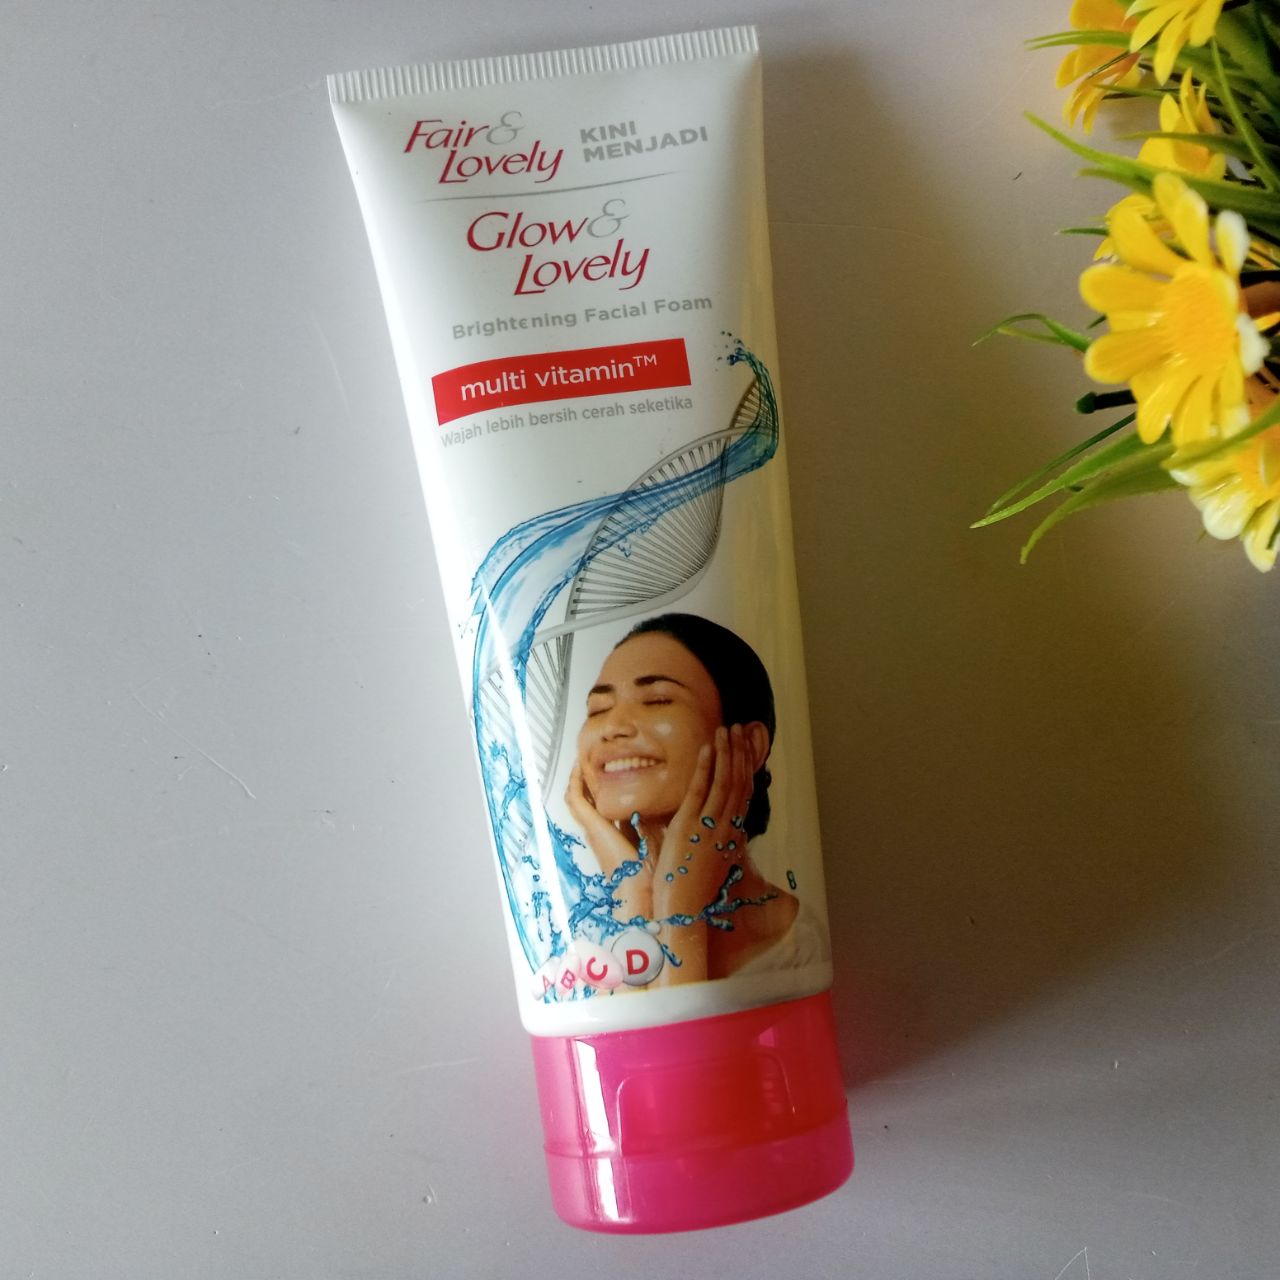 Fair &
Lovely
KINI
MENJADI
Glow &
Lovely
Brightening Facial Foam
multi vitamin™
Wajah lebih bersih cerah seketika
A B C D